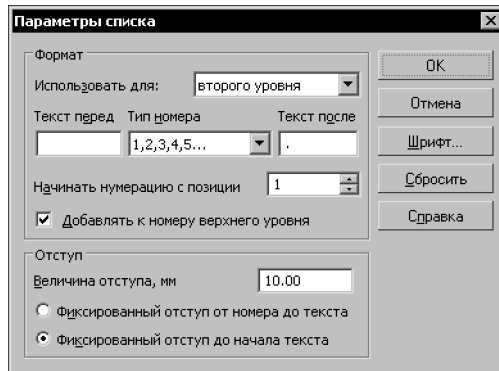 Параметры списка
Формат
Использовать для: второго уровня
Текст перед Тип номера Текст после
1,2,3,4,5... .
Начинать нумерацию с позиции 1
Добавлять к номеру верхнего уровня
Отступ
Величина отступа, мм 10.00
Фиксированный отступ от номера до текста
Фиксированный отступ до начала текста
OK
Отмена
Шрифт...
Сбросить
Справка